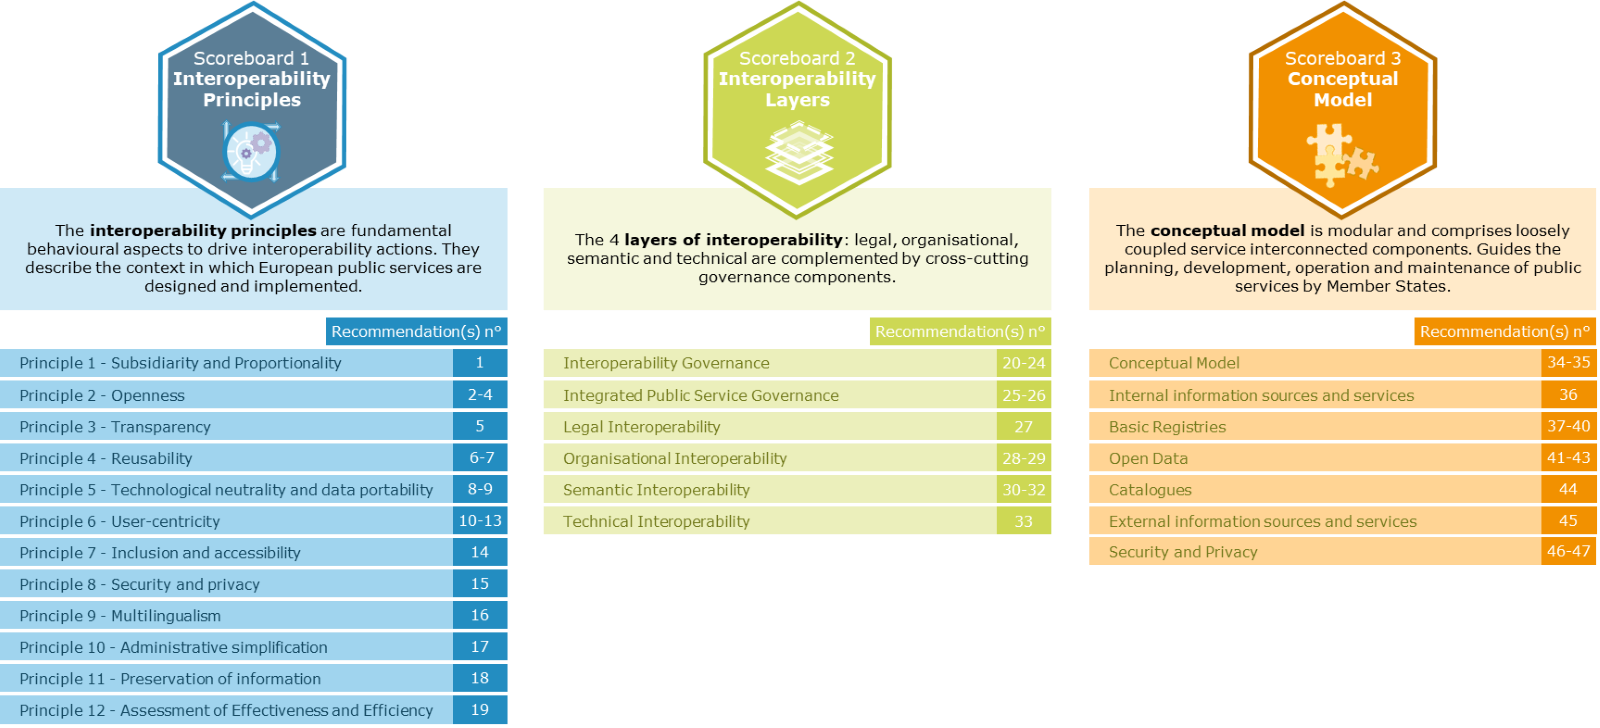 Scoreboard 1
Interoperability
Principles
The interoperability principles are fundamental
behavioural aspects to drive interoperability actions. They
describe the context in which European public services are
designed and implemented.
Recommendation(s) n°
Principle 1 - Subsidiarity and Proportionality 1
Principle 2 - Openness 2-4
Principle 3 - Transparency 5
Principle 4 - Reusability 6-7
Principle 5 - Technological neutrality and data portability 8-9
Principle 6 - User-centricity 10-13
Principle 7 - Inclusion and accessibility 14
Principle 8 - Security and privacy 15
Principle 9 - Multilingualism 16
Principle 10 - Administrative simplification 17
Principle 11 - Preservation of information 18
Principle 12 - Assessment of Effectiveness and Efficiency 19
Scoreboard 2
Interoperability
Layers
The 4 layers of interoperability: legal, organisational,
semantic and technical are complemented by cross-cutting
governance components.
Recommendation(s) n°
Interoperability Governance 20-24
Integrated Public Service Governance 25-26
Legal Interoperability 27
Organisational Interoperability 28-29
Semantic Interoperability 30-32
Technical Interoperability 33
Scoreboard 3
Conceptual
Model
The conceptual model is modular and comprises loosely
coupled service interconnected components. Guides the
planning, development, operation and maintenance of public
services by Member States.
Recommendation(s) n°
Conceptual Model 34-35
Internal information sources and services 36
Basic Registries 37-40
Open Data 41-43
Catalogues 44
External information sources and services 45
Security and Privacy 46-47